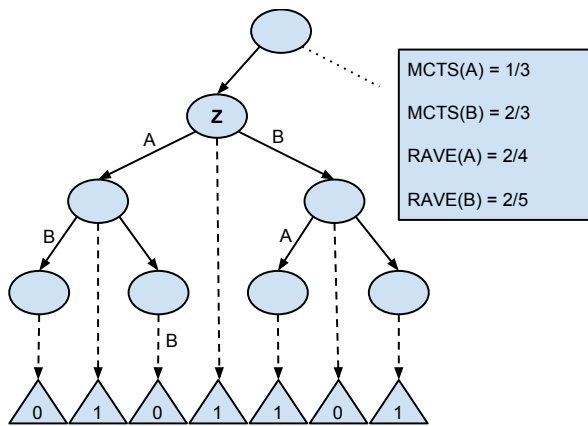 MCTS(A) = 1/3
MCTS(B) = 2/3
RAVE(A) = 2/4
RAVE(B) = 2/5
Z
A B
B A
B
0 1 0 1 1 0 1